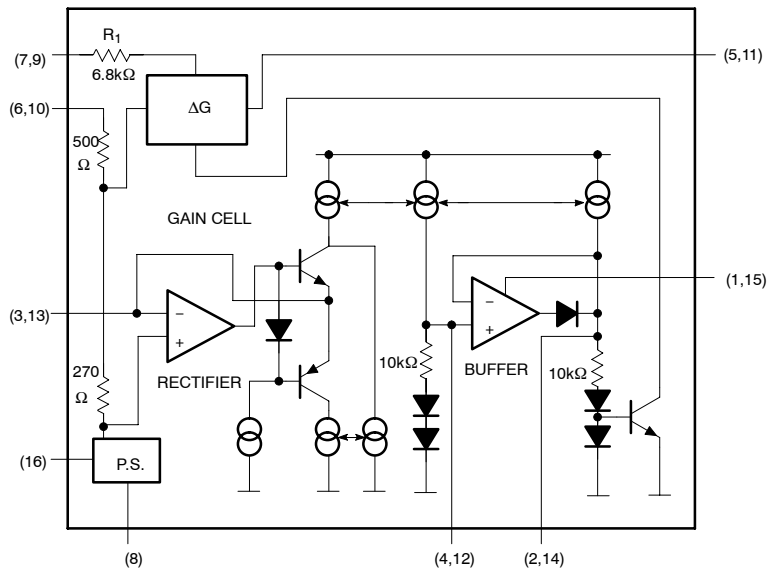 R1
(7,9)
6.8kΩ
(5,11)
ΔG
(6,10)
500
Ω
GAIN CELL
(1,15)
(3,13)
−
+
−
+
270
Ω
RECTIFIER
10kΩ
BUFFER
10kΩ
(16)
P.S.
(8)
(4,12)
(2,14)